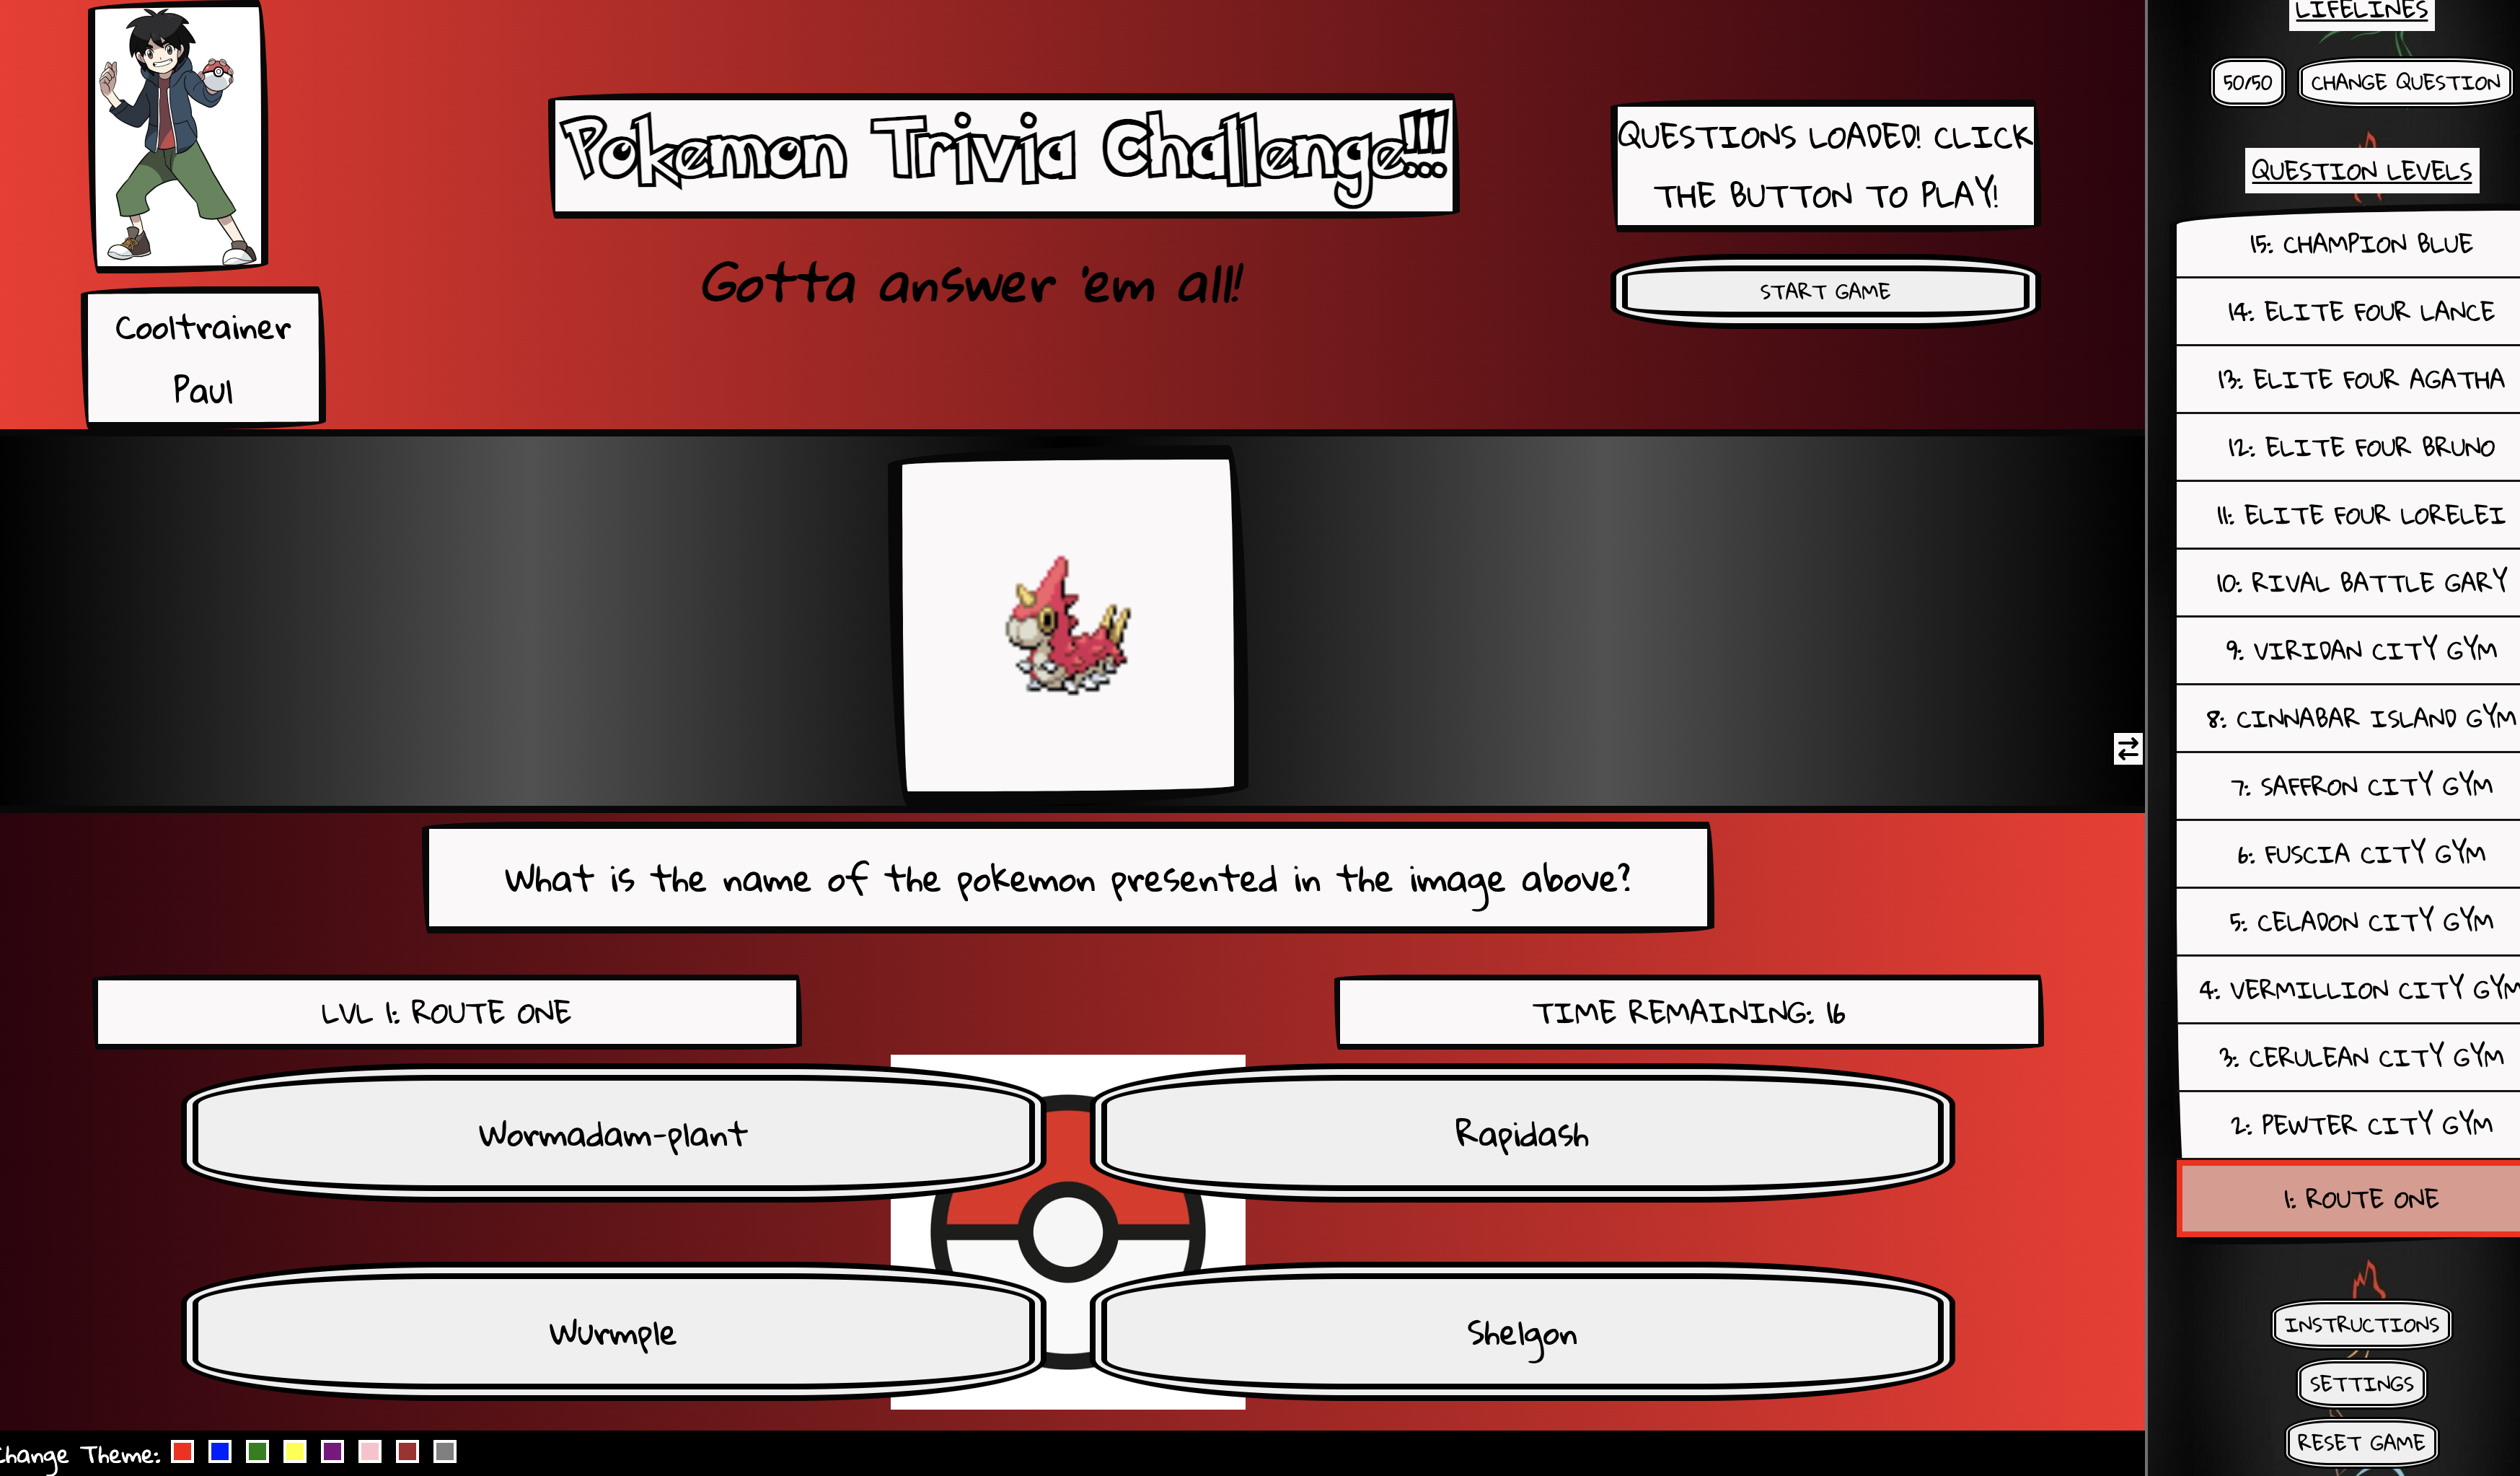 Pokemon Trivia Challenge!!!
Gotta answer 'em all!
Cooltrainer
Paul
QUESTIONS LOADED! CLICK
THE BUTTON TO PLAY!
START GAME
What is the name of the pokemon presented in the image above?
LVL 1: ROUTE ONE
TIME REMAINING: 16
Wormadam-plant
Rapidash
Wurmple
Shelgon
Change Theme:
LIFELINES
50/50
CHANGE QUESTION
QUESTION LEVELS
15: CHAMPION BLUE
14: ELITE FOUR LANCE
13: ELITE FOUR AGATHA
12: ELITE FOUR BRUNO
11: ELITE FOUR LORELEI
10: RIVAL BATTLE GARY
9: VIRIDAN CITY GYM
8: CINNABAR ISLAND GYM
7: SAFFRON CITY GYM
6: FUSCIA CITY GYM
5: CELADON CITY GYM
4: VERMILLION CITY GYM
3: CERULEAN CITY GYM
2: PEWTER CITY GYM
1: ROUTE ONE
INSTRUCTIONS
SETTINGS
RESET GAME